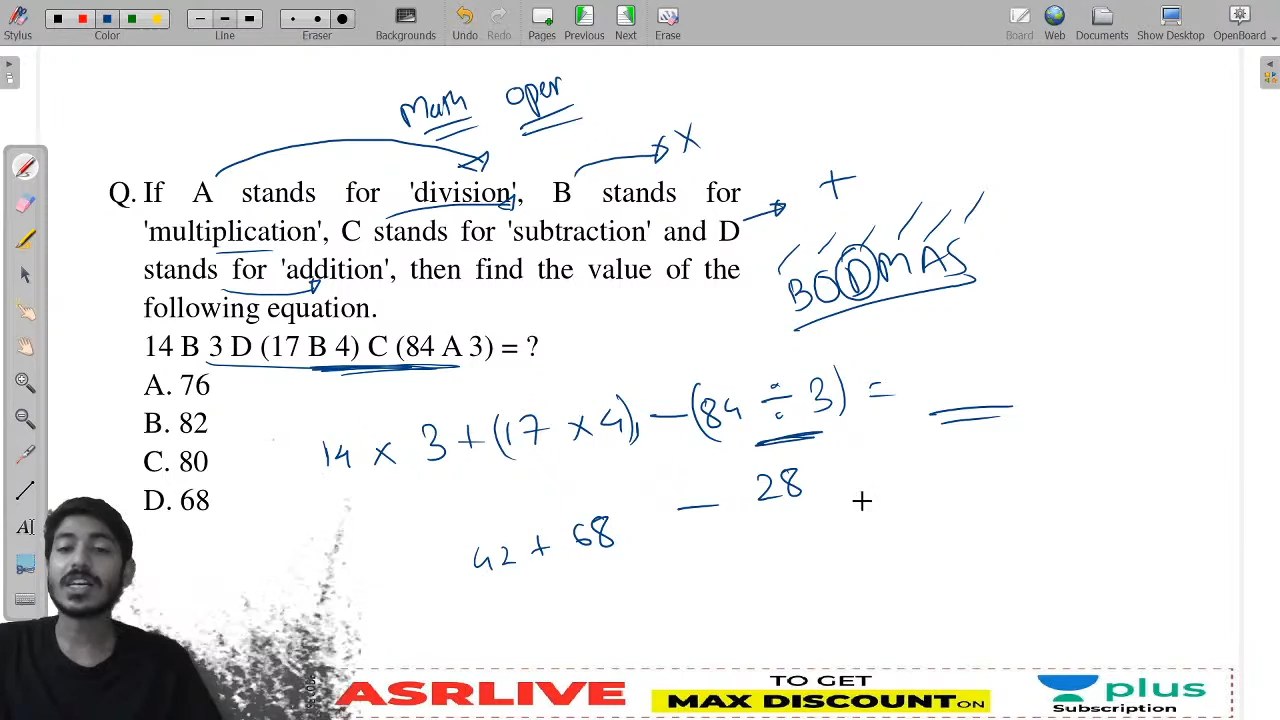 Stylus Color Line Eraser Backgrounds Undo Redo Pages Previous Next Erase Board Web Documents Show Desktop OpenBoard
Math Oper
Q. If A stands for 'division', B stands for
'multiplication', C stands for 'subtraction' and D
stands for 'addition', then find the value of the
following equation.
14 B 3 D (17 B 4) C (84 A 3) = ?
A. 76
B. 82
C. 80
D. 68
×
+
BODMAS
14 × 3 + (17 × 4) − (84 ÷ 3) =
42 + 68 − 28
AI
ASRLIVE
TO GET
MAX DISCOUNT ON
plus
Subscription